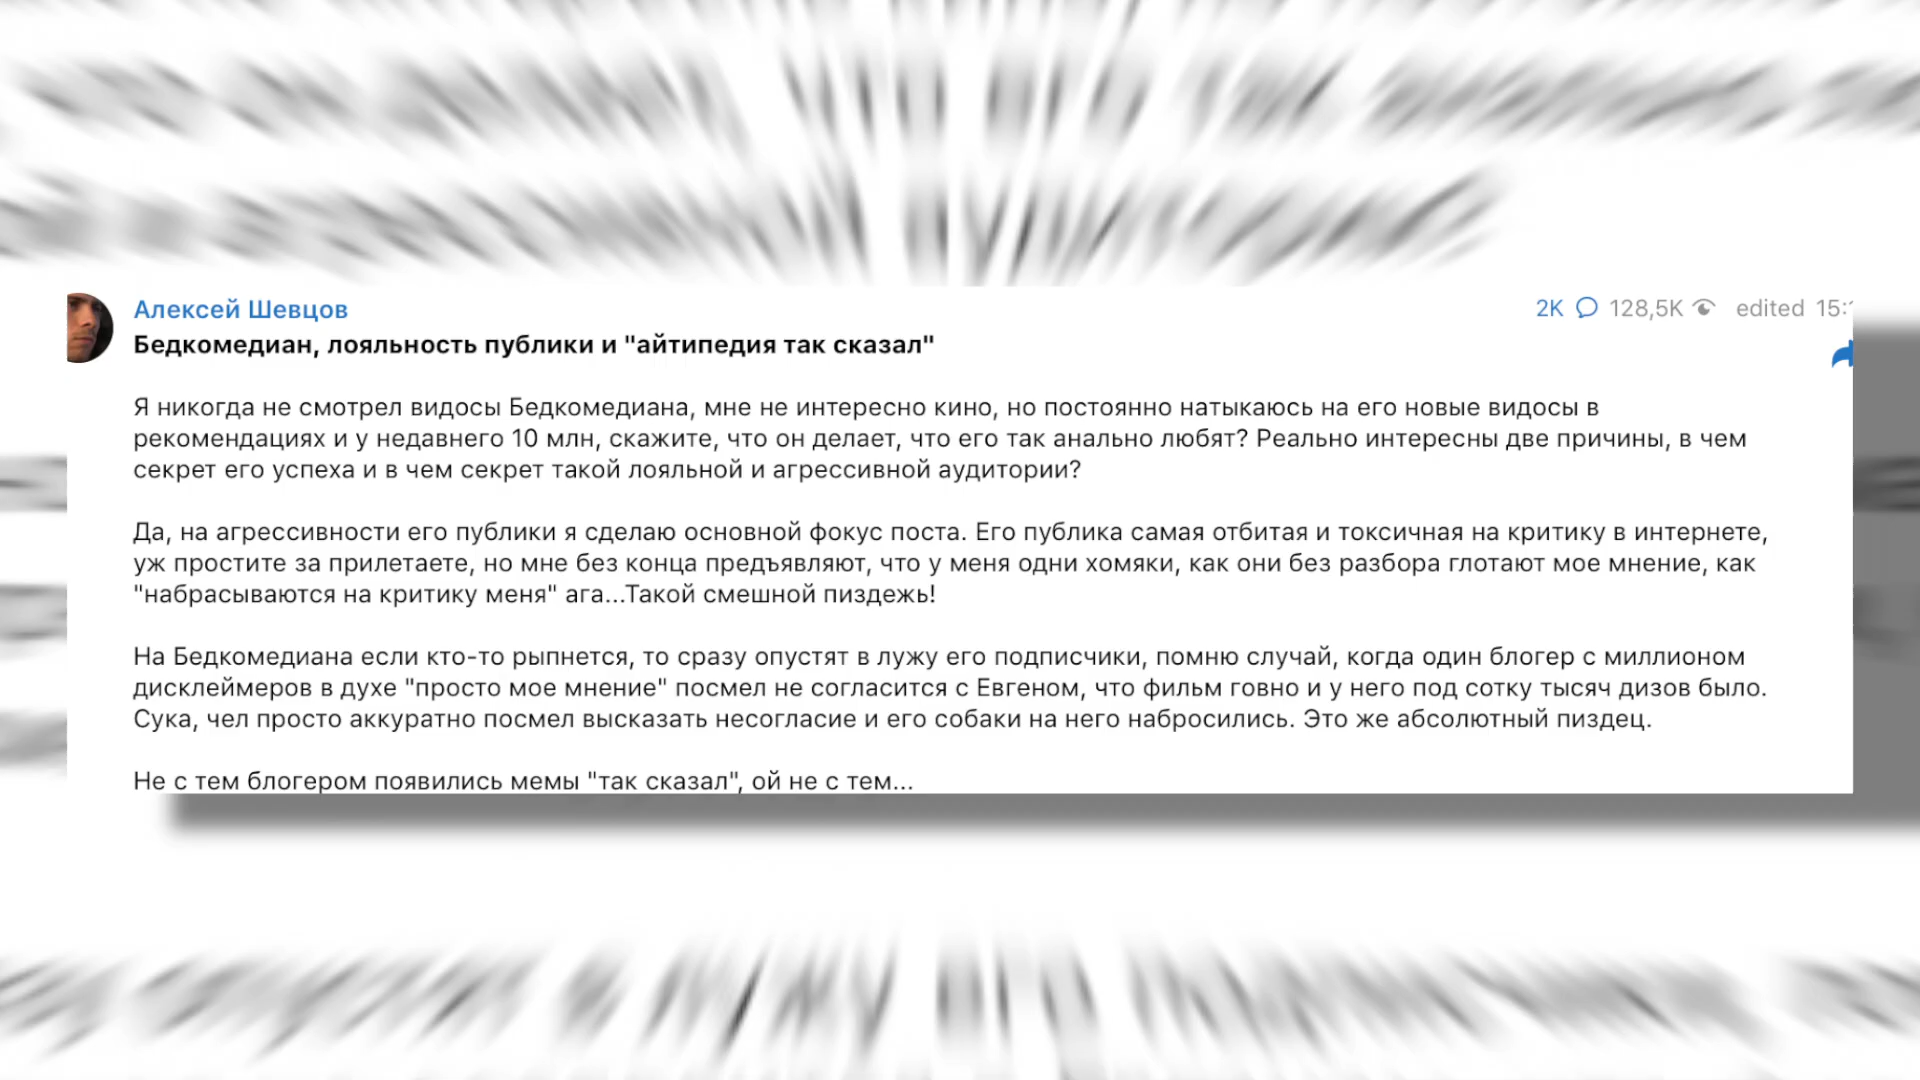 Алексей Шевцов
2K 128,5K edited 15:
Бедкомедиан, лояльность публики и "айтипедия так сказал"
Я никогда не смотрел видосы Бедкомедиана, мне не интересно кино, но постоянно натыкаюсь на его новые видосы в
рекомендациях и у недавнего 10 млн, скажите, что он делает, что его так анально любят? Реально интересны две причины, в чем
секрет его успеха и в чем секрет такой лояльной и агрессивной аудитории?
Да, на агрессивности его публики я сделаю основной фокус поста. Его публика самая отбитая и токсичная на критику в интернете,
уж простите за прилетаете, но мне без конца предъявляют, что у меня одни хомяки, как они без разбора глотают мое мнение, как
"набрасываются на критику меня" ага...Такой смешной пиздежь!
На Бедкомедиана если кто-то рыпнется, то сразу опустят в лужу его подписчики, помню случай, когда один блогер с миллионом
дисклеймеров в духе "просто мое мнение" посмел не согласится с Евгеном, что фильм говно и у него под сотку тысяч дизов было.
Сука, чел просто аккуратно посмел высказать несогласие и его собаки на него набросились. Это же абсолютный пиздец.
Не с тем блогером появились мемы "так сказал", ой не с тем...